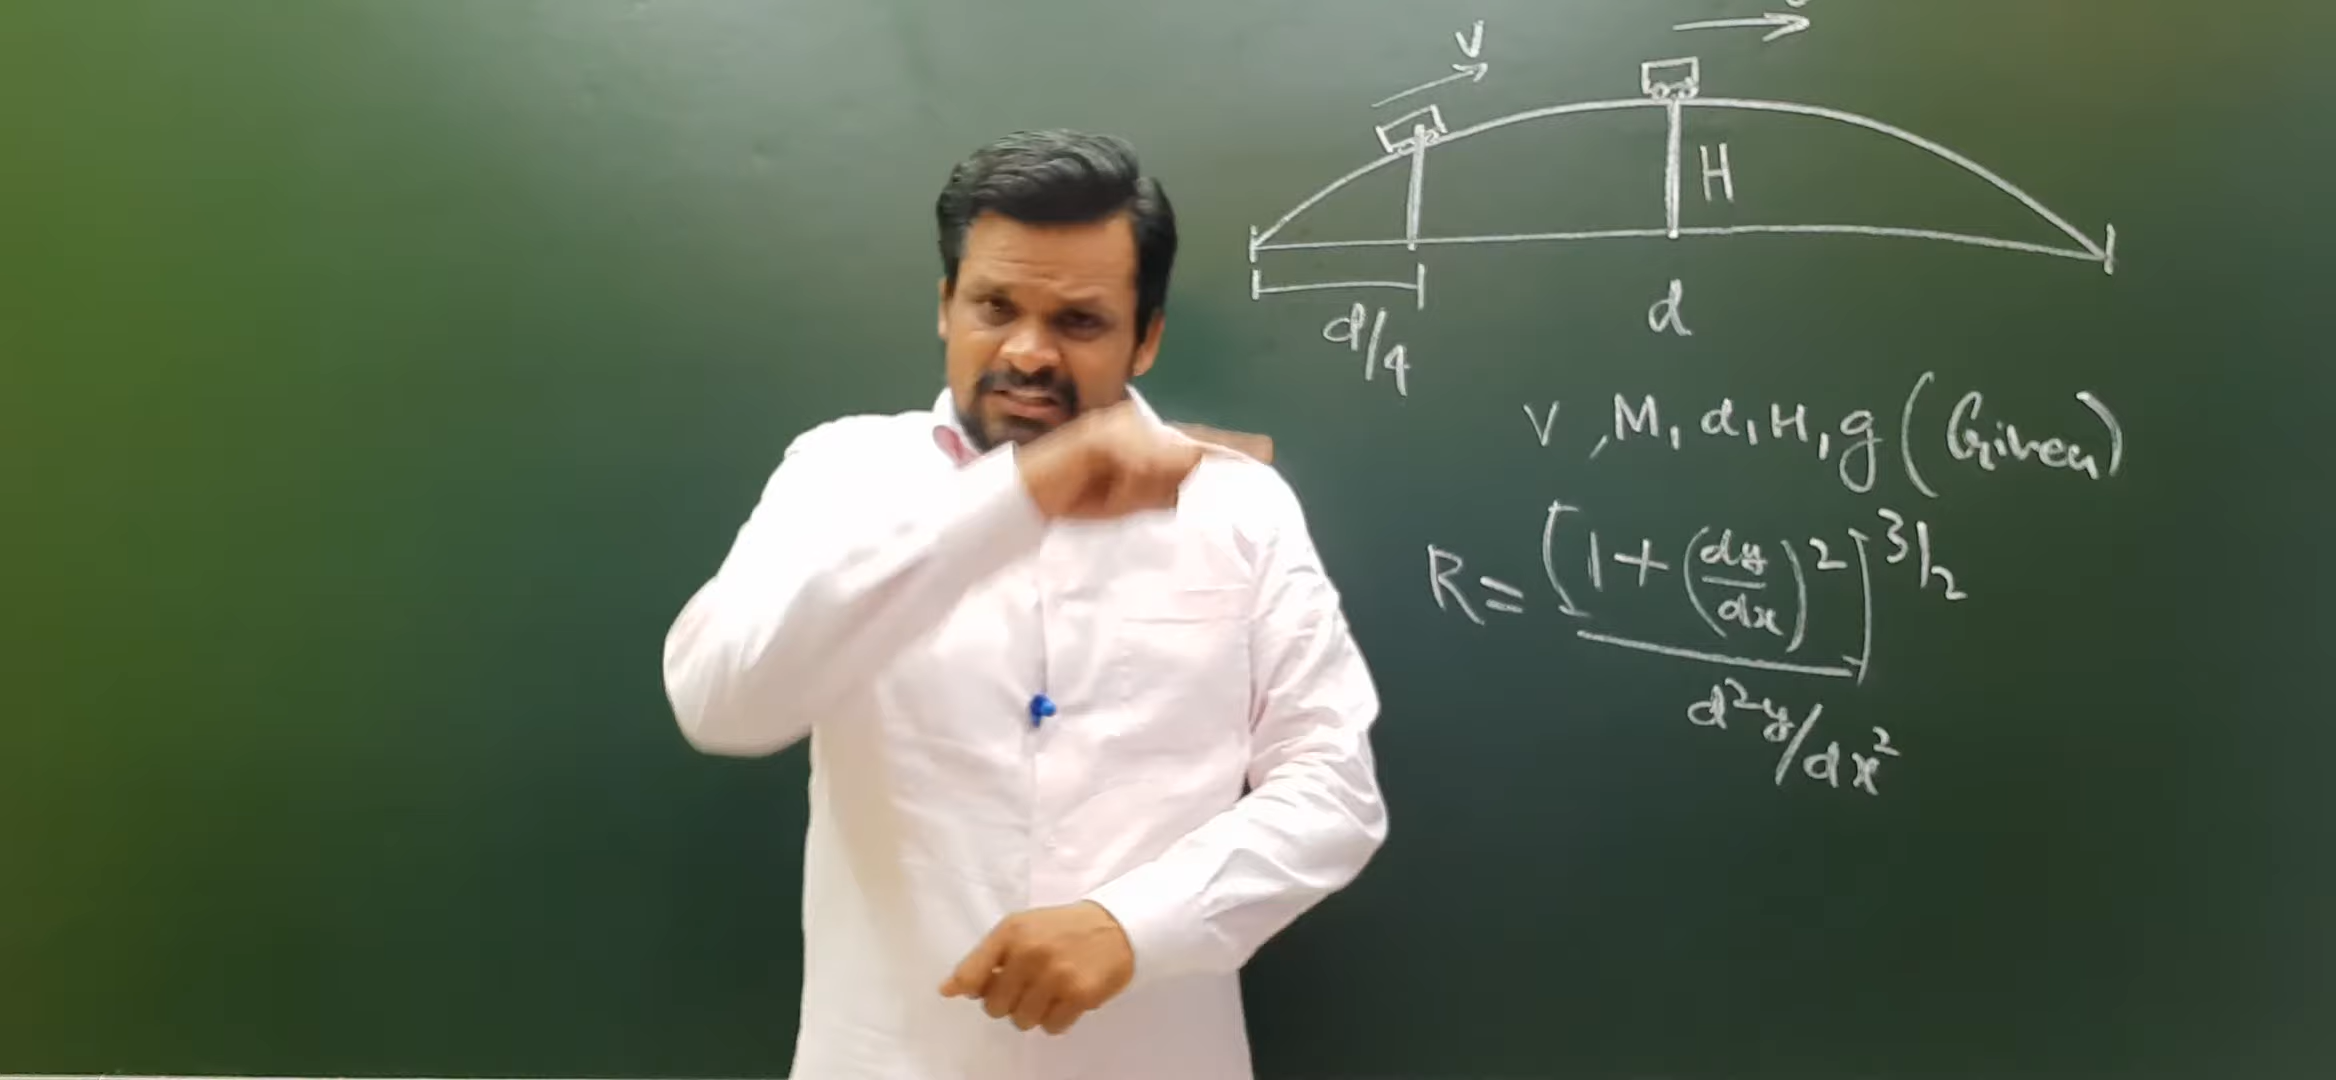 V
H
d/4
d
V, M, d, H, g (Given)
R = [1 + (dy/dx)2]3/2
d2y/dx2